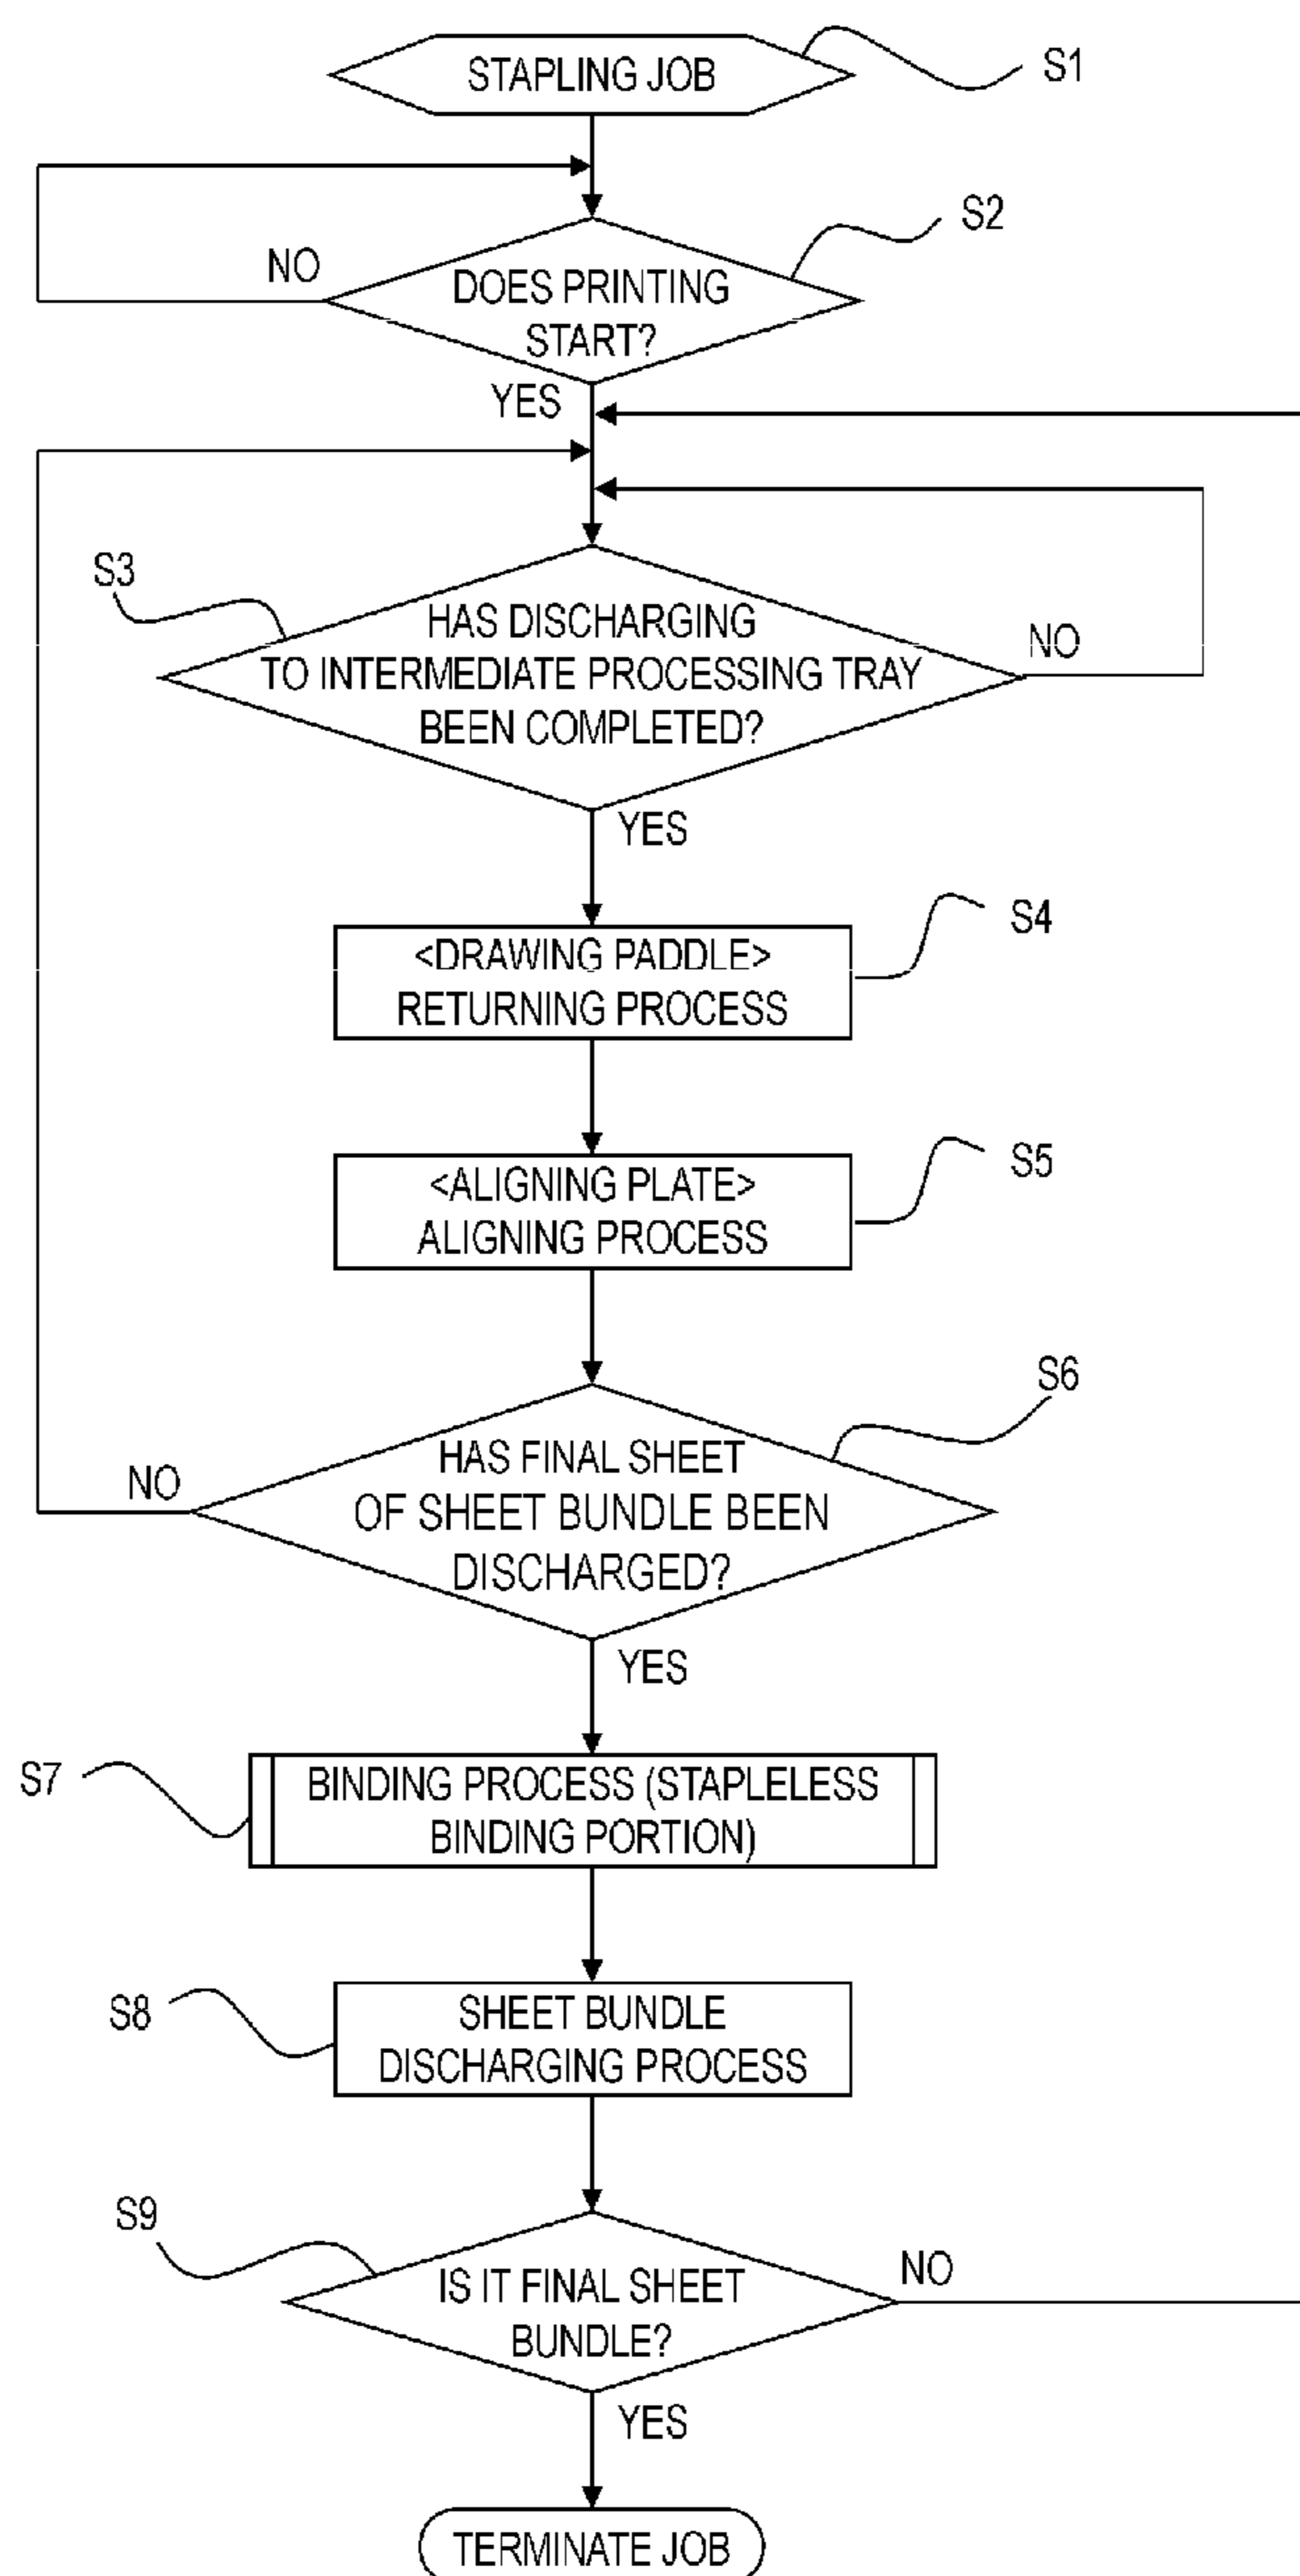 STAPLING JOB
S1
S2
NO
DOES PRINTING
START?
YES
S3
HAS DISCHARGING
TO INTERMEDIATE PROCESSING TRAY
BEEN COMPLETED?
NO
YES
S4
<DRAWING PADDLE>
RETURNING PROCESS
S5
<ALIGNING PLATE>
ALIGNING PROCESS
S6
HAS FINAL SHEET
OF SHEET BUNDLE BEEN
DISCHARGED?
NO
YES
S7
BINDING PROCESS (STAPLELESS
BINDING PORTION)
S8
SHEET BUNDLE
DISCHARGING PROCESS
S9
IS IT FINAL SHEET
BUNDLE?
NO
YES
TERMINATE JOB